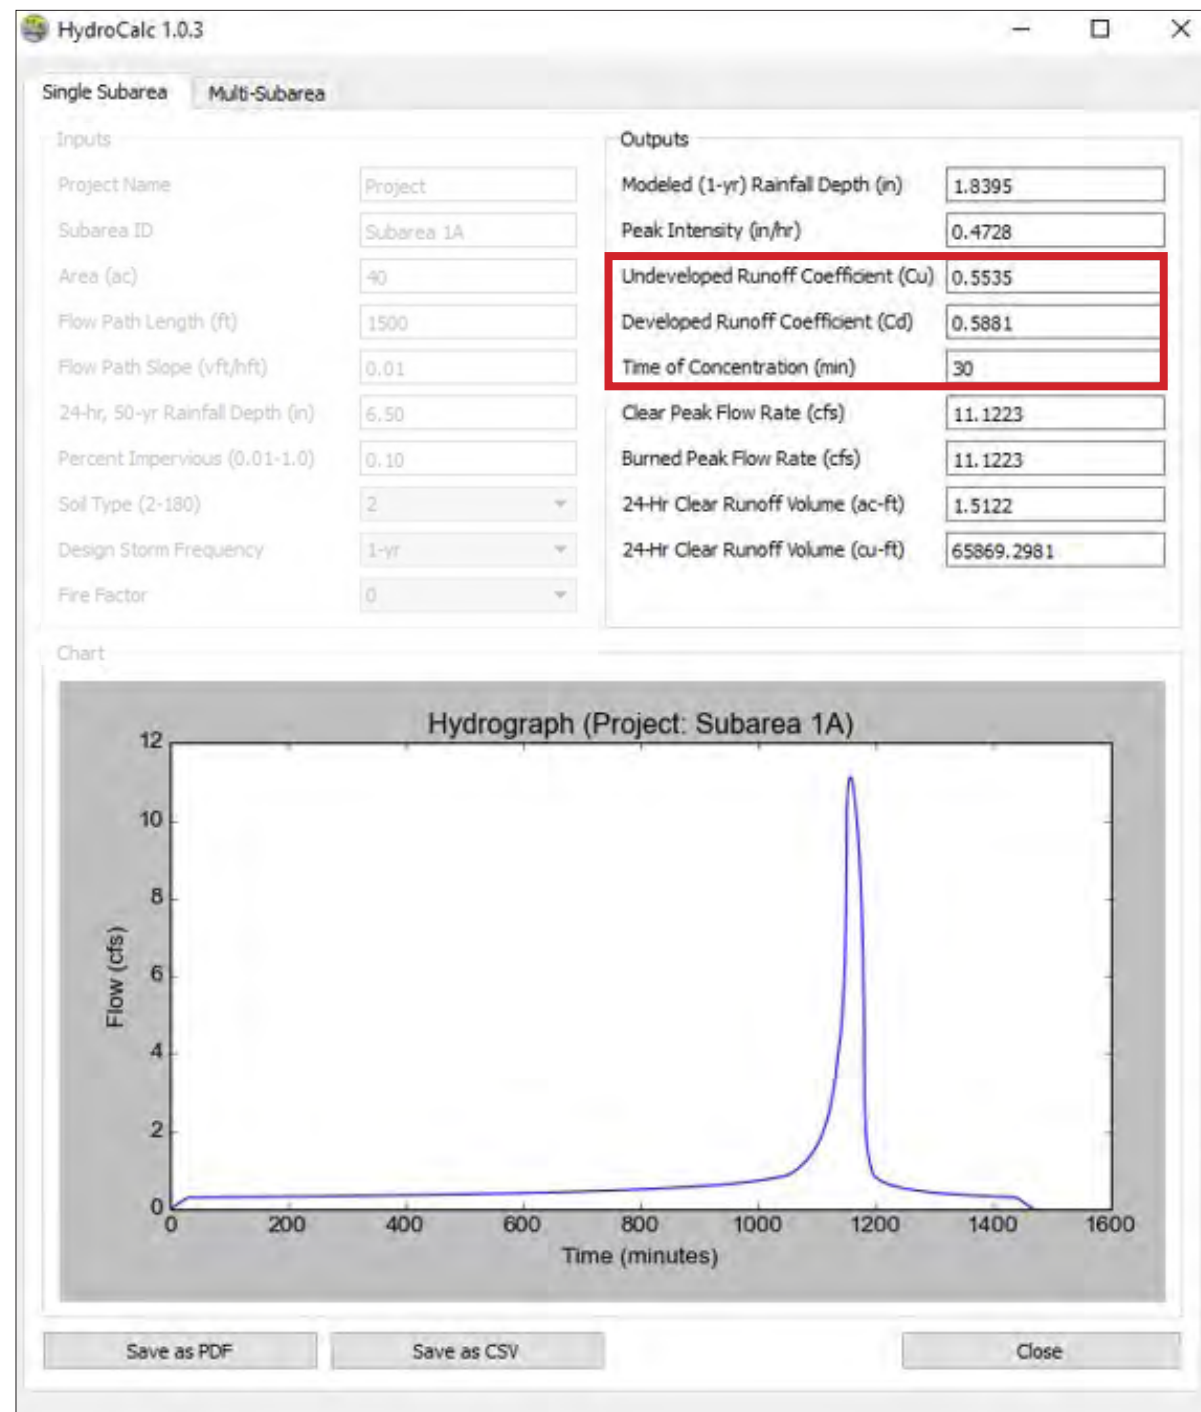 HydroCalc 1.0.3
Single Subarea Multi-Subarea
Inputs
Project Name Project
Subarea ID Subarea 1A
Area (ac) 40
Flow Path Length (ft) 1500
Flow Path Slope (vft/hft) 0.01
24-hr, 50-yr Rainfall Depth (in) 6.50
Percent Impervious (0.01-1.0) 0.10
Soil Type (2-180) 2
Design Storm Frequency 1-yr
Fire Factor 0
Outputs
Modeled (1-yr) Rainfall Depth (in) 1.8395
Peak Intensity (in/hr) 0.4728
Undeveloped Runoff Coefficient (Cu) 0.5535
Developed Runoff Coefficient (Cd) 0.5881
Time of Concentration (min) 30
Clear Peak Flow Rate (cfs) 11.1223
Burned Peak Flow Rate (cfs) 11.1223
24-Hr Clear Runoff Volume (ac-ft) 1.5122
24-Hr Clear Runoff Volume (cu-ft) 65869.2981
Chart
Hydrograph (Project: Subarea 1A)
12
10
8
6
4
2
0
Flow (cfs)
0 200 400 600 800 1000 1200 1400 1600
Time (minutes)
Save as PDF Save as CSV Close